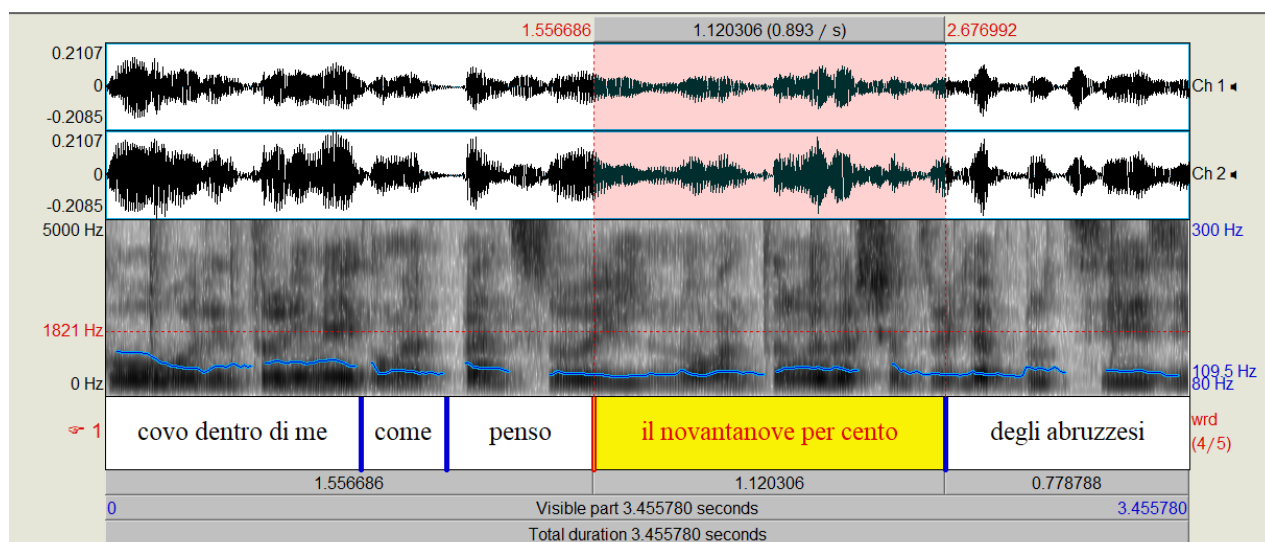 1.556686 1.120306 (0.893 / s) 2.676992
0.2107
0
-0.2085
Ch 1
0.2107
0
-0.2085
Ch 2
5000 Hz 300 Hz
1821 Hz
0 Hz 109.5 Hz
80 Hz
1 covo dentro di me come penso il novantanove per cento degli abruzzesi wrd
(4/5)
1.556686 1.120306 0.778788
0 Visible part 3.455780 seconds 3.455780
Total duration 3.455780 seconds